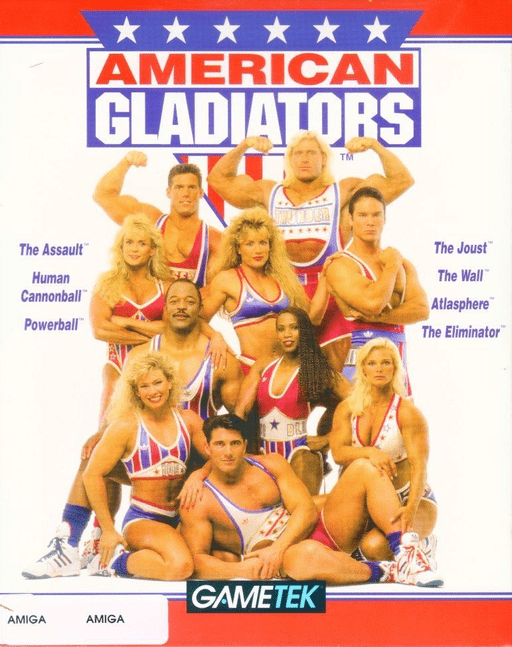 AMERICAN
GLADIATORS
TM
The Assault™
Human
Cannonball™
Powerball™
The Joust™
The Wall™
Atlasphere™
The Eliminator™
GAMETEK
AMIGA AMIGA